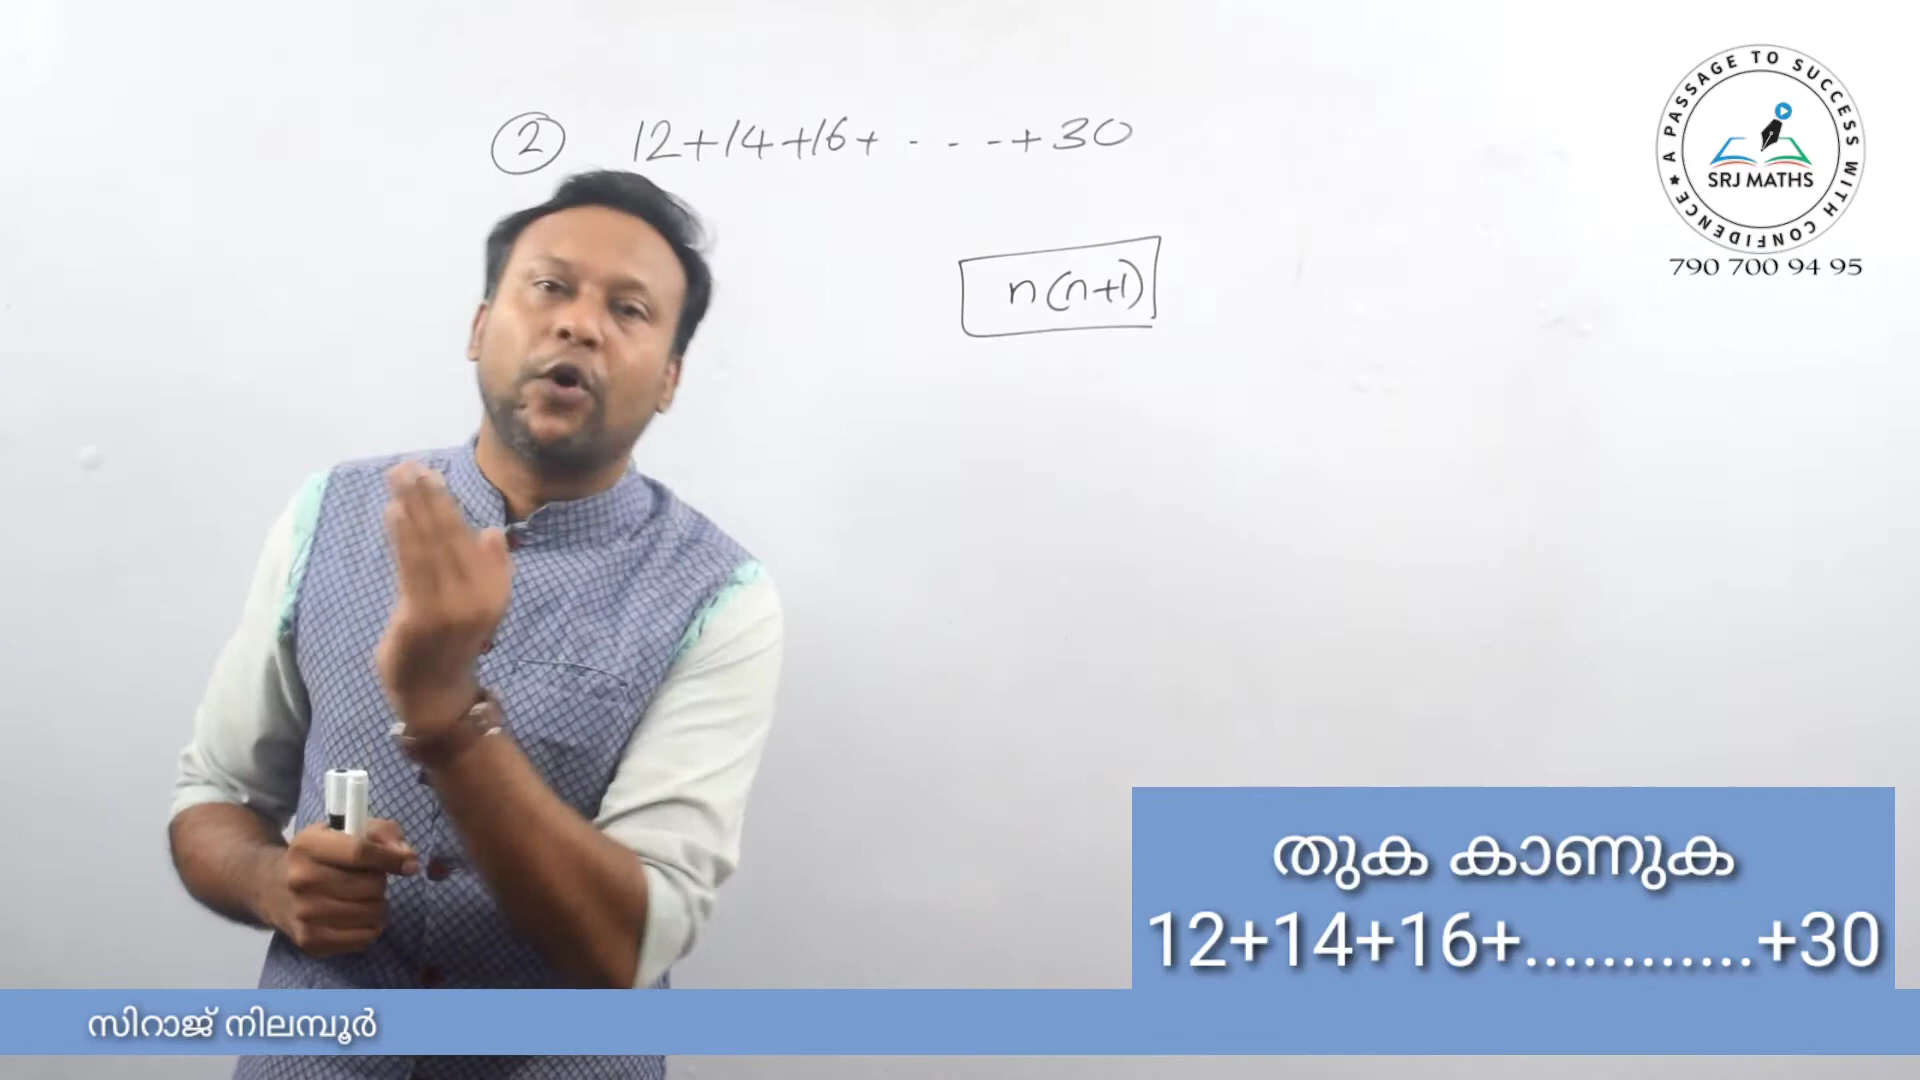 ② 12+14+16+ - - - + 30
n(n+1)
A PASSAGE TO SUCCESS WITH CONFIDENCE ★
SRJ MATHS
790 700 94 95
തുക കാണുക
12+14+16+............+30
സിറാജ് നിലമ്പൂർ